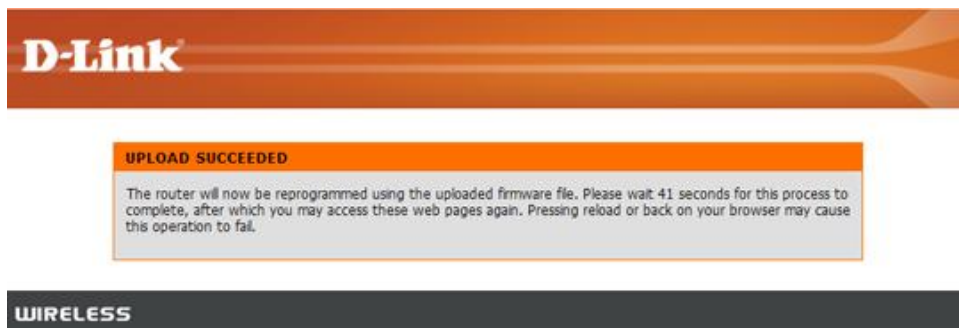 D-Link
UPLOAD SUCCEEDED
The router will now be reprogrammed using the uploaded firmware file. Please wait 41 seconds for this process to
complete, after which you may access these web pages again. Pressing reload or back on your browser may cause
this operation to fail.
WIRELESS